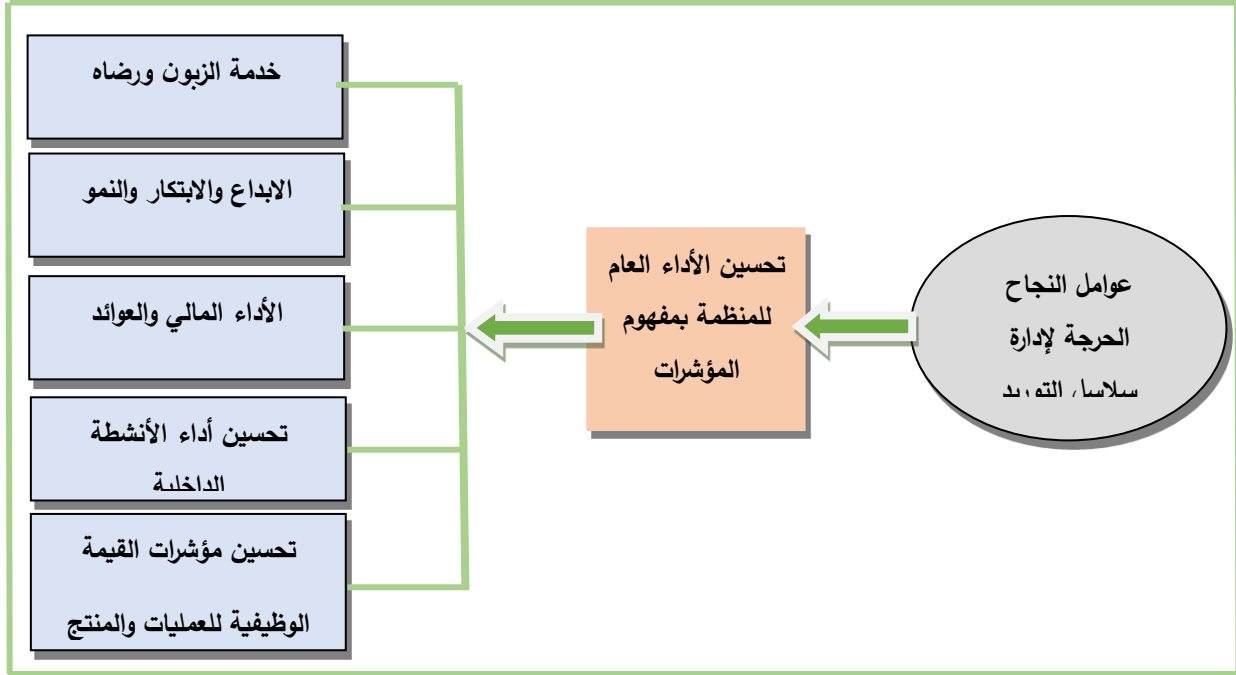 عوامل النجاح
الحرجة لإدارة
سلاسل التوريد
تحسين الأداء العام
للمنظمة بمفهوم
المؤشرات
خدمة الزبون ورضاه
الابداع والابتكار والنمو
الأداء المالي والعوائد
تحسين أداء الأنشطة
الداخلية
تحسين مؤشرات القيمة
الوظيفية للعمليات والمنتج